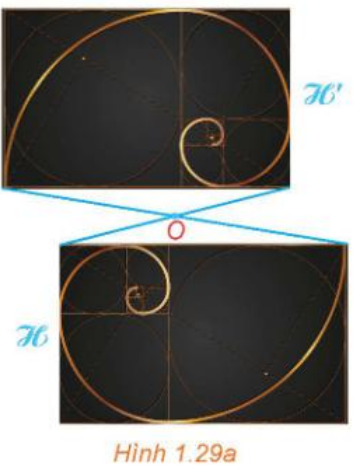 ℋ'
O
ℋ
Hình 1.29a